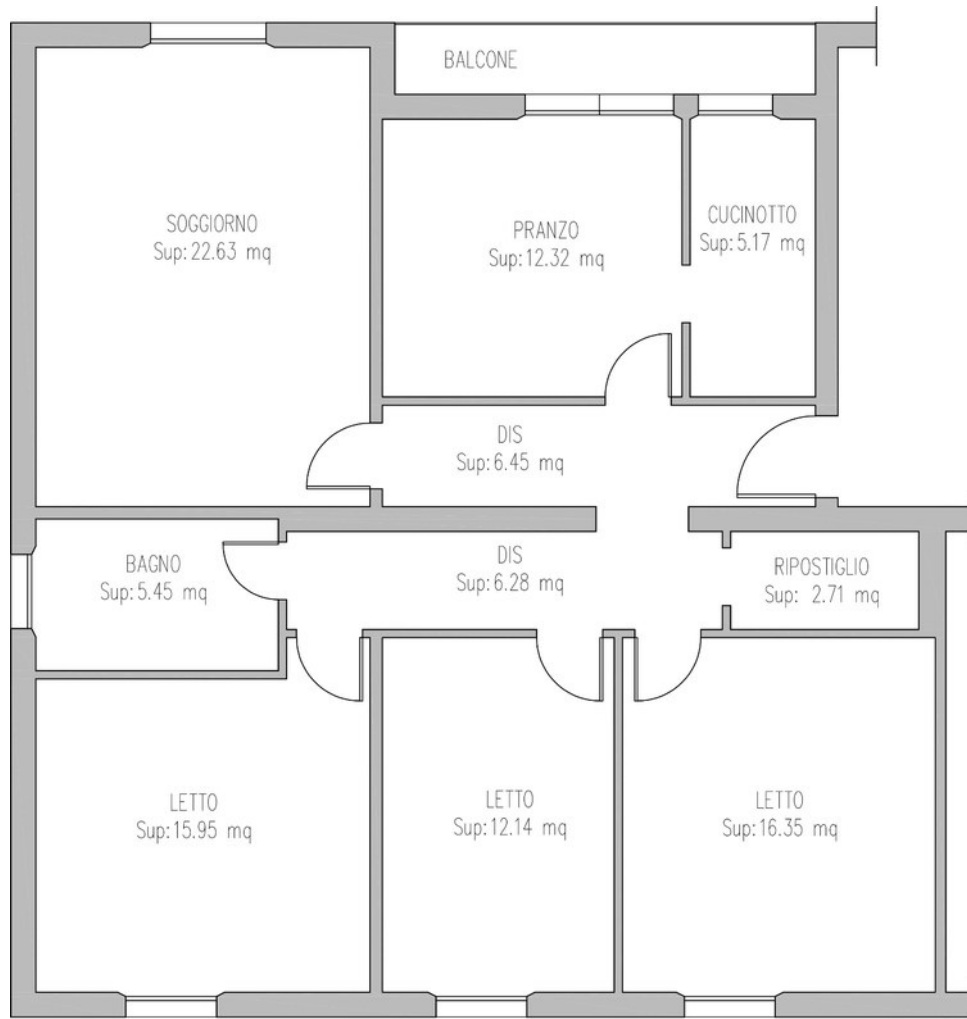 BALCONE
SOGGIORNO
Sup: 22.63 mq
PRANZO
Sup: 12.32 mq
CUCINOTTO
Sup: 5.17 mq
DIS
Sup: 6.45 mq
BAGNO
Sup: 5.45 mq
DIS
Sup: 6.28 mq
RIPOSTIGLIO
Sup: 2.71 mq
LETTO
Sup: 15.95 mq
LETTO
Sup: 12.14 mq
LETTO
Sup: 16.35 mq